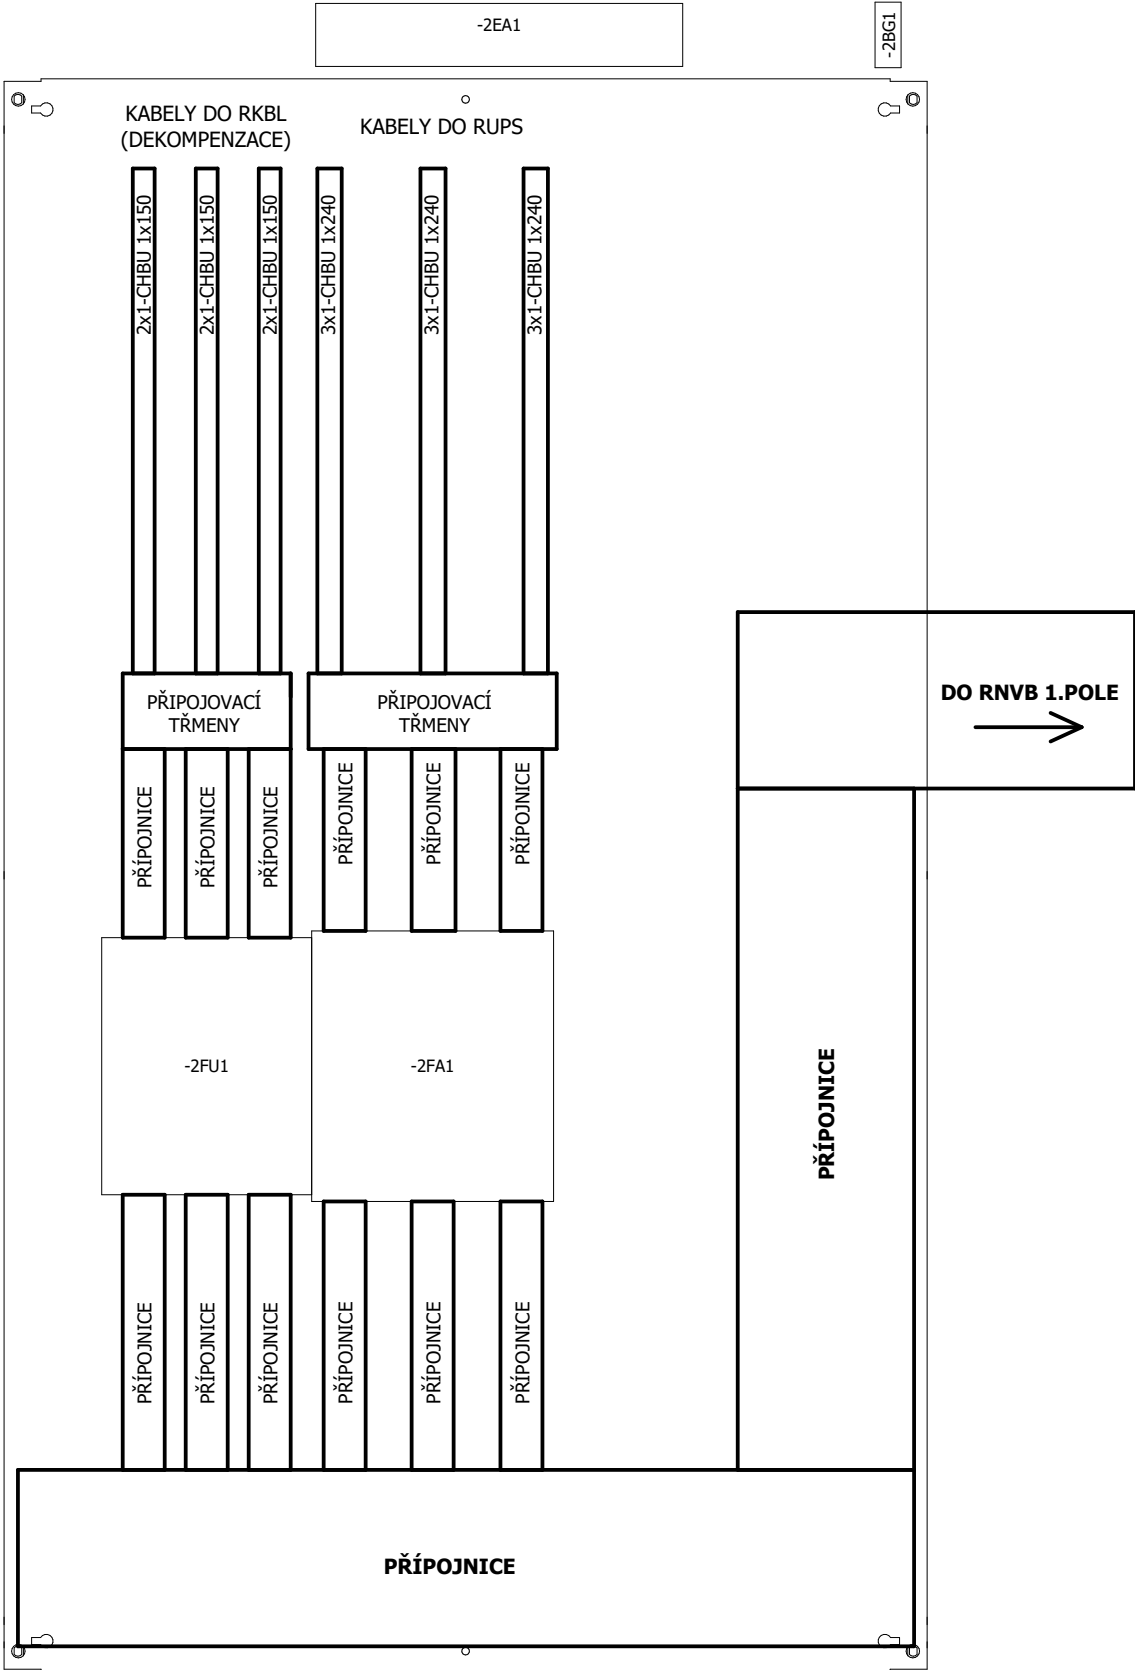 -2EA1
-2BG1
KABELY DO RKBL
(DEKOMPENZACE)
KABELY DO RUPS
2x1-CHBU 1x150
2x1-CHBU 1x150
2x1-CHBU 1x150
3x1-CHBU 1x240
3x1-CHBU 1x240
3x1-CHBU 1x240
PŘIPOJOVACÍ
TŘMENY
PŘIPOJOVACÍ
TŘMENY
DO RNVB 1.POLE
PŘÍPOJNICE
PŘÍPOJNICE
PŘÍPOJNICE
PŘÍPOJNICE
PŘÍPOJNICE
PŘÍPOJNICE
-2FU1
-2FA1
PŘÍPOJNICE
PŘÍPOJNICE
PŘÍPOJNICE
PŘÍPOJNICE
PŘÍPOJNICE
PŘÍPOJNICE
PŘÍPOJNICE
PŘÍPOJNICE